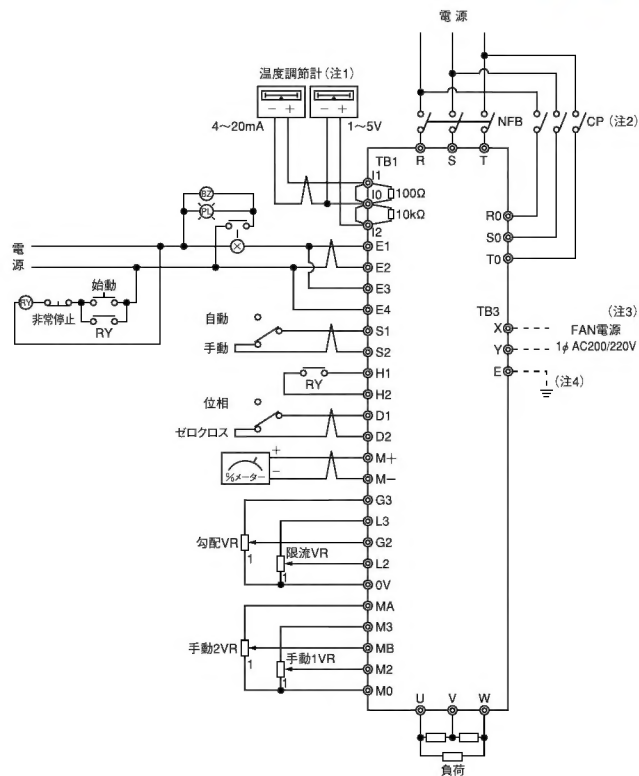 電源
温度調節計(注1)
− +
− +
4〜20mA
1〜5V
NFB
CP (注2)
TB1
R
S
T
I1
I0
100Ω
10kΩ
I2
R0
S0
T0
BZ
PL
電源
E1
E2
E3
E4
始動
RY
非常停止
RY
自動
手動
S1
S2
TB3
X
Y
E
(注3)
FAN電源
1φ AC200/220V
(注4)
RY
H1
H2
位相
ゼロクロス
D1
D2
%メーター
+
−
M+
M−
G3
L3
勾配VR
1
G2
限流VR
1
L2
0V
MA
M3
手動2VR
1
MB
手動1VR
1
M2
M0
U
V
W
負荷